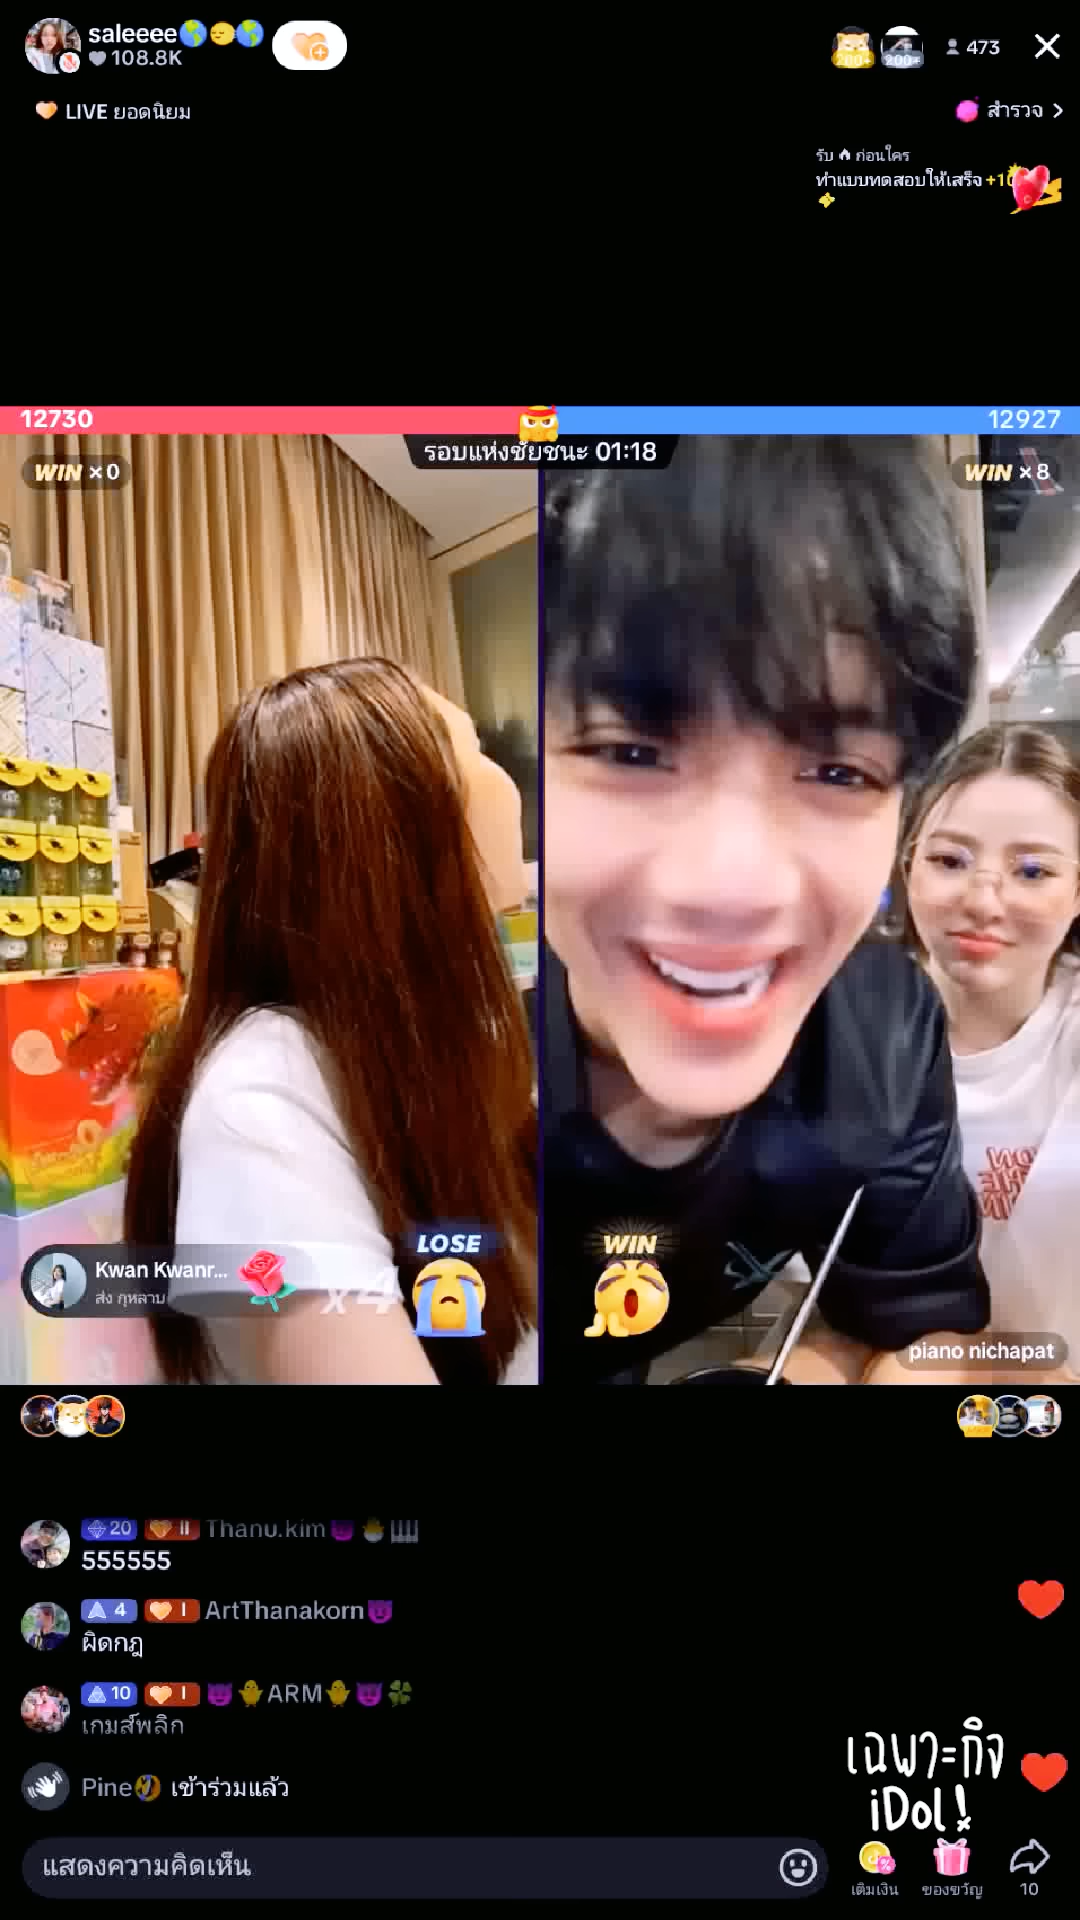 saleeee🌎😴🌎
108.8K
473
LIVE ยอดนิยม
สำรวจ
รับ 🔥 ก่อนใคร
ทำแบบทดสอบให้เสร็จ +10
12730
12927
รอบแห่งชัยชนะ 01:18
WIN ×0
WIN ×8
LOSE
WIN
Kwan Kwanr...
ส่ง กุหลาบ
x4
piano nichapat
20 II Thanu.kim😈🐣🎹
555555
4 I ArtThanakorn😈
ผิดกฎ
10 I 😈🐥ARM🐥😈🍀
เกมส์พลิก
Pine🤣 เข้าร่วมแล้ว
เฉพาะกิจ
iDol!
แสดงความคิดเห็น
เติมเงิน
ของขวัญ
10